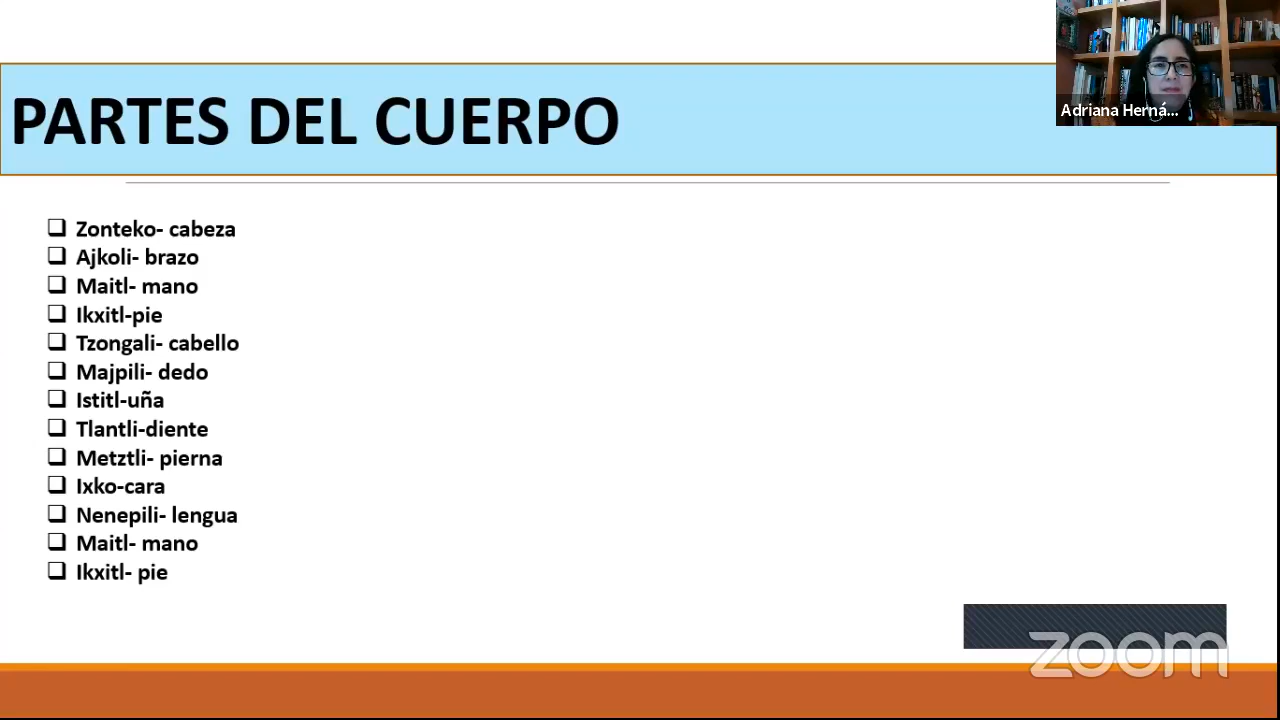 Adriana Herná...
PARTES DEL CUERPO
Zonteko- cabeza
Ajkoli- brazo
Maitl- mano
Ikxitl-pie
Tzongali- cabello
Majpili- dedo
Istitl-uña
Tlantli-diente
Metztli- pierna
Ixko-cara
Nenepili- lengua
Maitl- mano
Ikxitl- pie
zoom